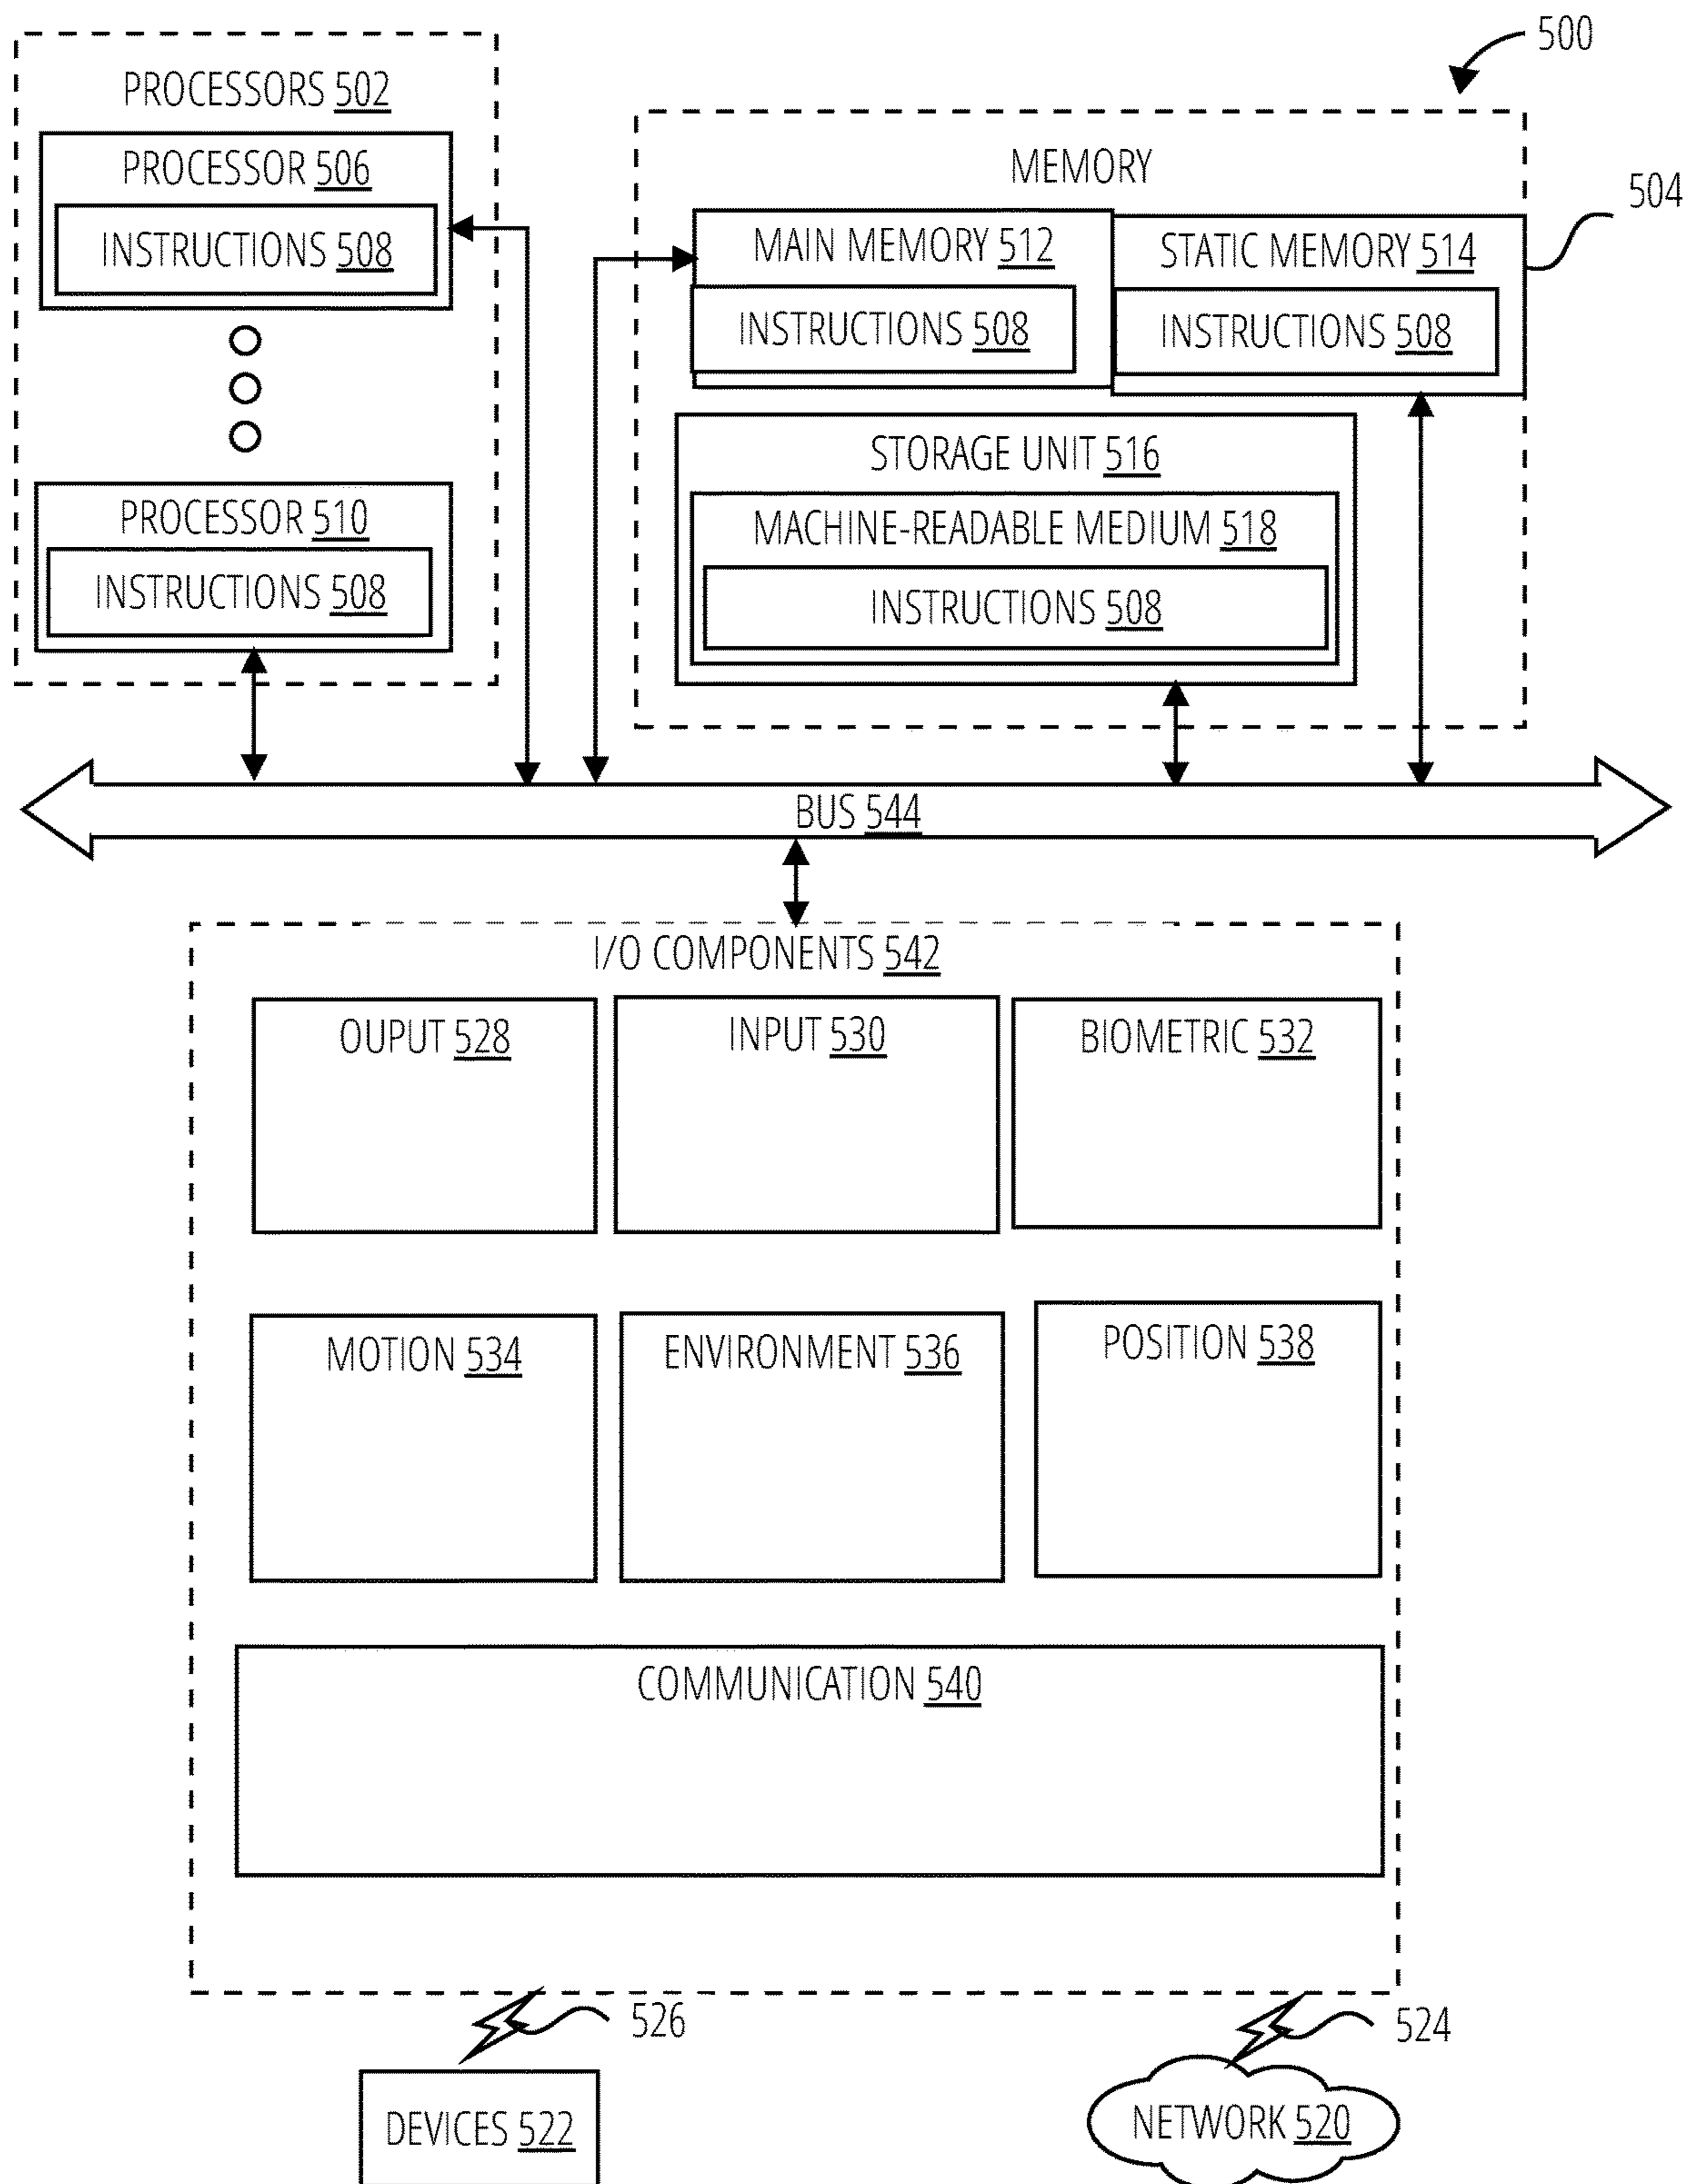 500
PROCESSORS 502
PROCESSOR 506
INSTRUCTIONS 508
PROCESSOR 510
INSTRUCTIONS 508
MEMORY
504
MAIN MEMORY 512
INSTRUCTIONS 508
STATIC MEMORY 514
INSTRUCTIONS 508
STORAGE UNIT 516
MACHINE-READABLE MEDIUM 518
INSTRUCTIONS 508
BUS 544
I/O COMPONENTS 542
OUPUT 528
INPUT 530
BIOMETRIC 532
MOTION 534
ENVIRONMENT 536
POSITION 538
COMMUNICATION 540
526
524
DEVICES 522
NETWORK 520